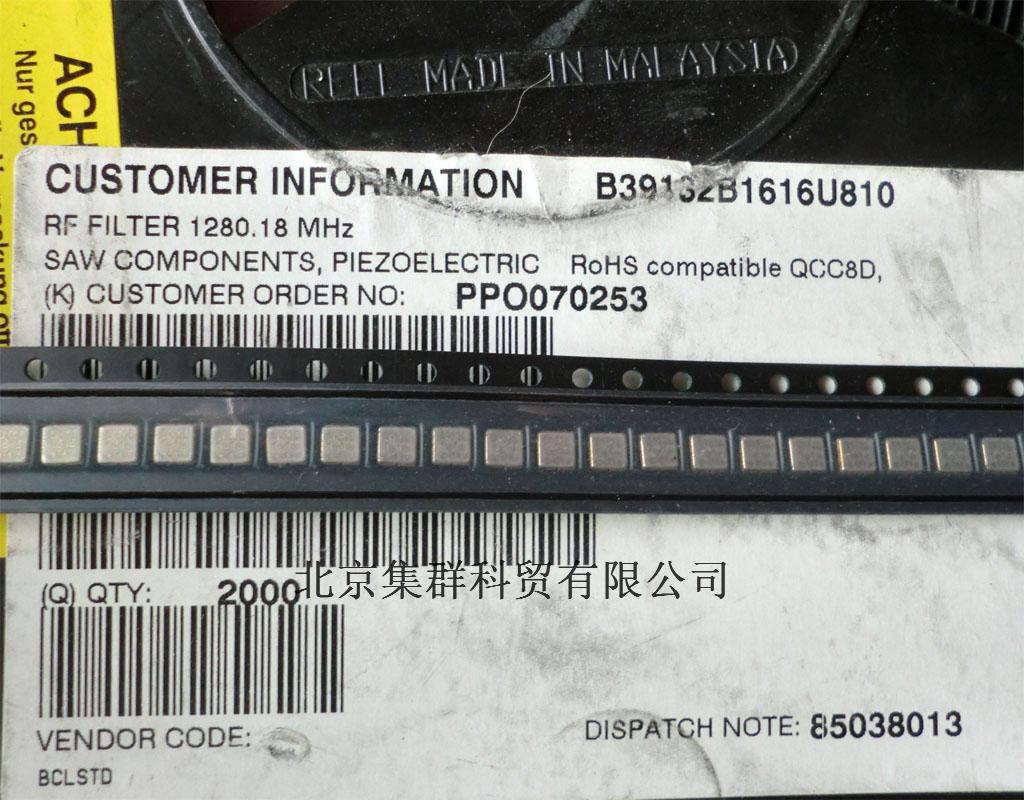 REEL MADE IN MALAYSIA
ACH
Nur ges
CUSTOMER INFORMATION B39132B1616U810
RF FILTER 1280.18 MHz
SAW COMPONENTS, PIEZOELECTRIC RoHS compatible QCC8D,
(K) CUSTOMER ORDER NO: PPO070253
北京集群科贸有限公司
(Q) QTY: 2000
DISPATCH NOTE: 85038013
VENDOR CODE:
BCLSTD